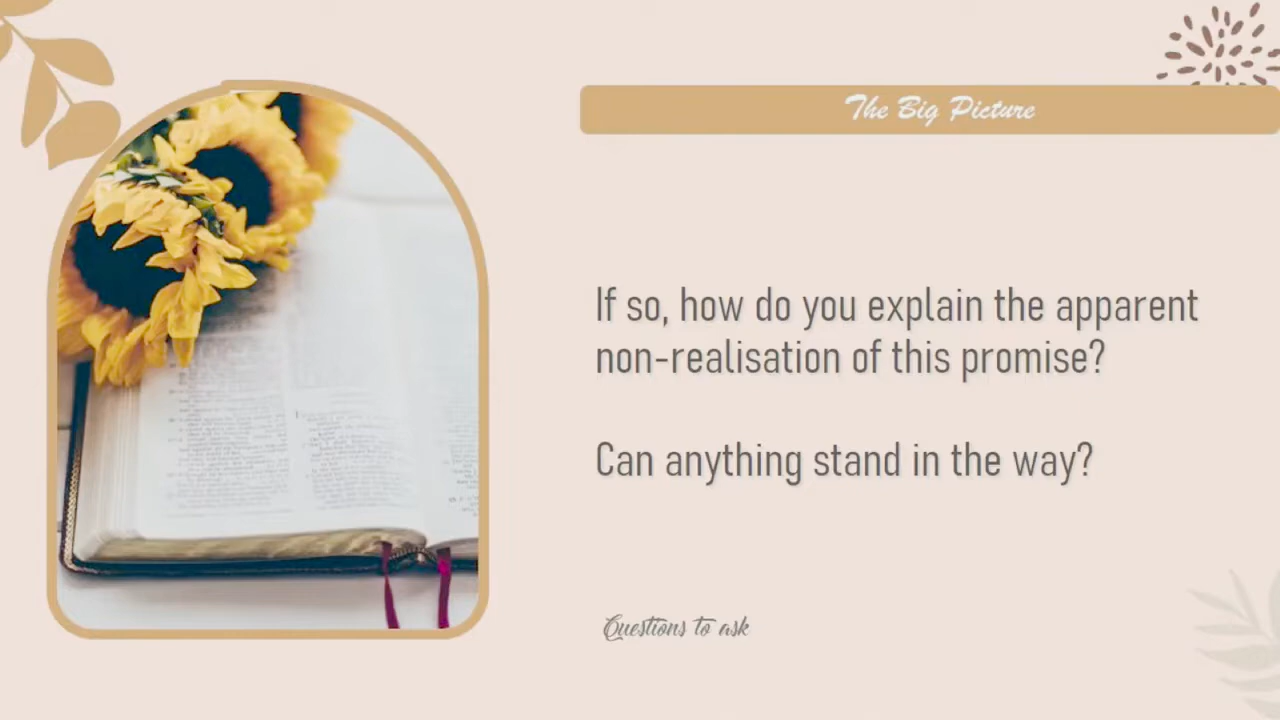 The Big Picture
If so, how do you explain the apparent
non-realisation of this promise?
Can anything stand in the way?
Questions to ask